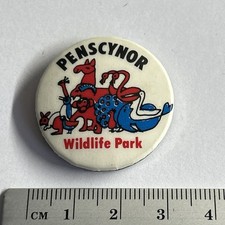 PENSCYNOR
Wildlife Park
CM 1 2 3 4